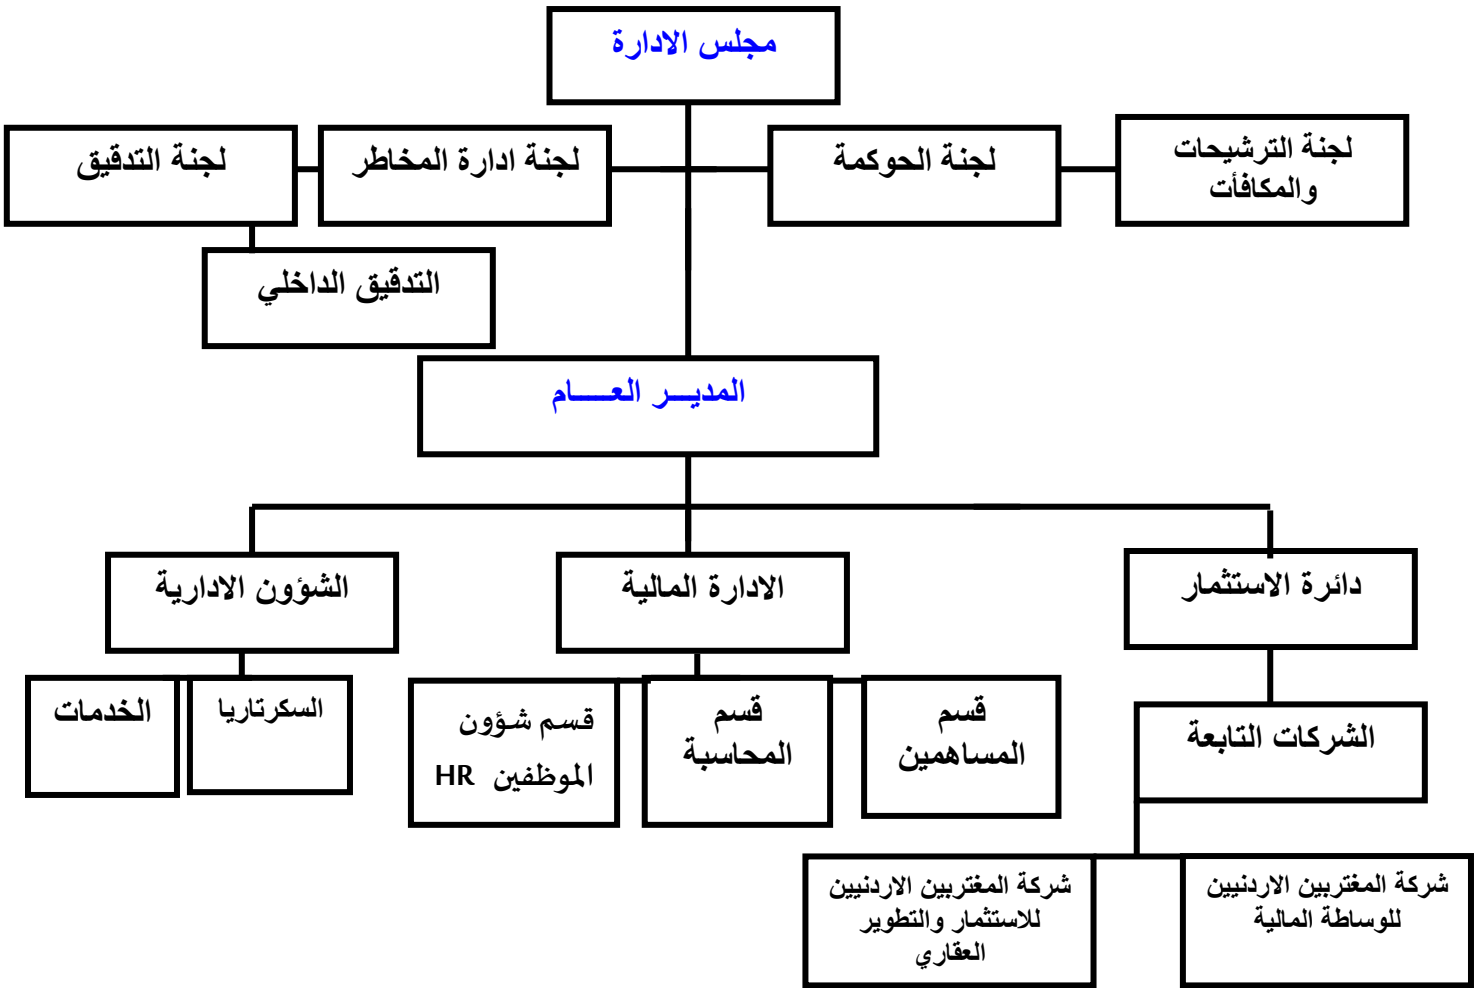 مجلس الادارة
لجنة الترشيحات
والمكافأت
لجنة الحوكمة
لجنة ادارة المخاطر
لجنة التدقيق
التدقيق الداخلي
المديــر العــــام
دائرة الاستثمار
الادارة المالية
الشؤون الادارية
الشركات التابعة
قسم
المساهمين
قسم
المحاسبة
قسم شؤون
الموظفين HR
السكرتاريا
الخدمات
شركة المغتربين الاردنيين
للوساطة المالية
شركة المغتربين الاردنيين
للاستثمار والتطوير
العقاري